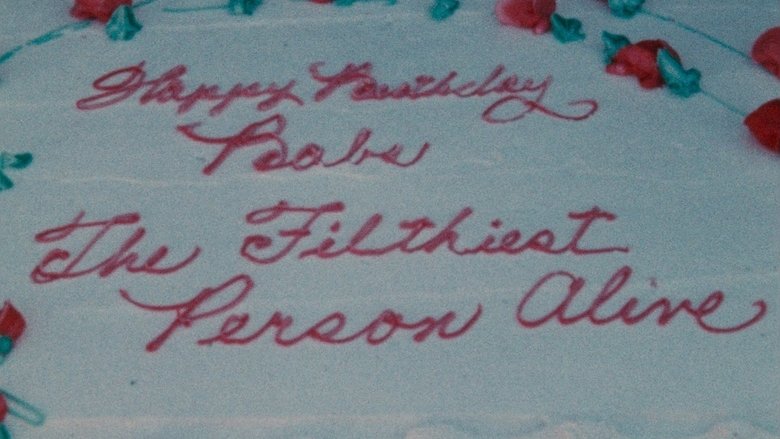 Happy Birthday
Babs
The Filthiest
Person Alive